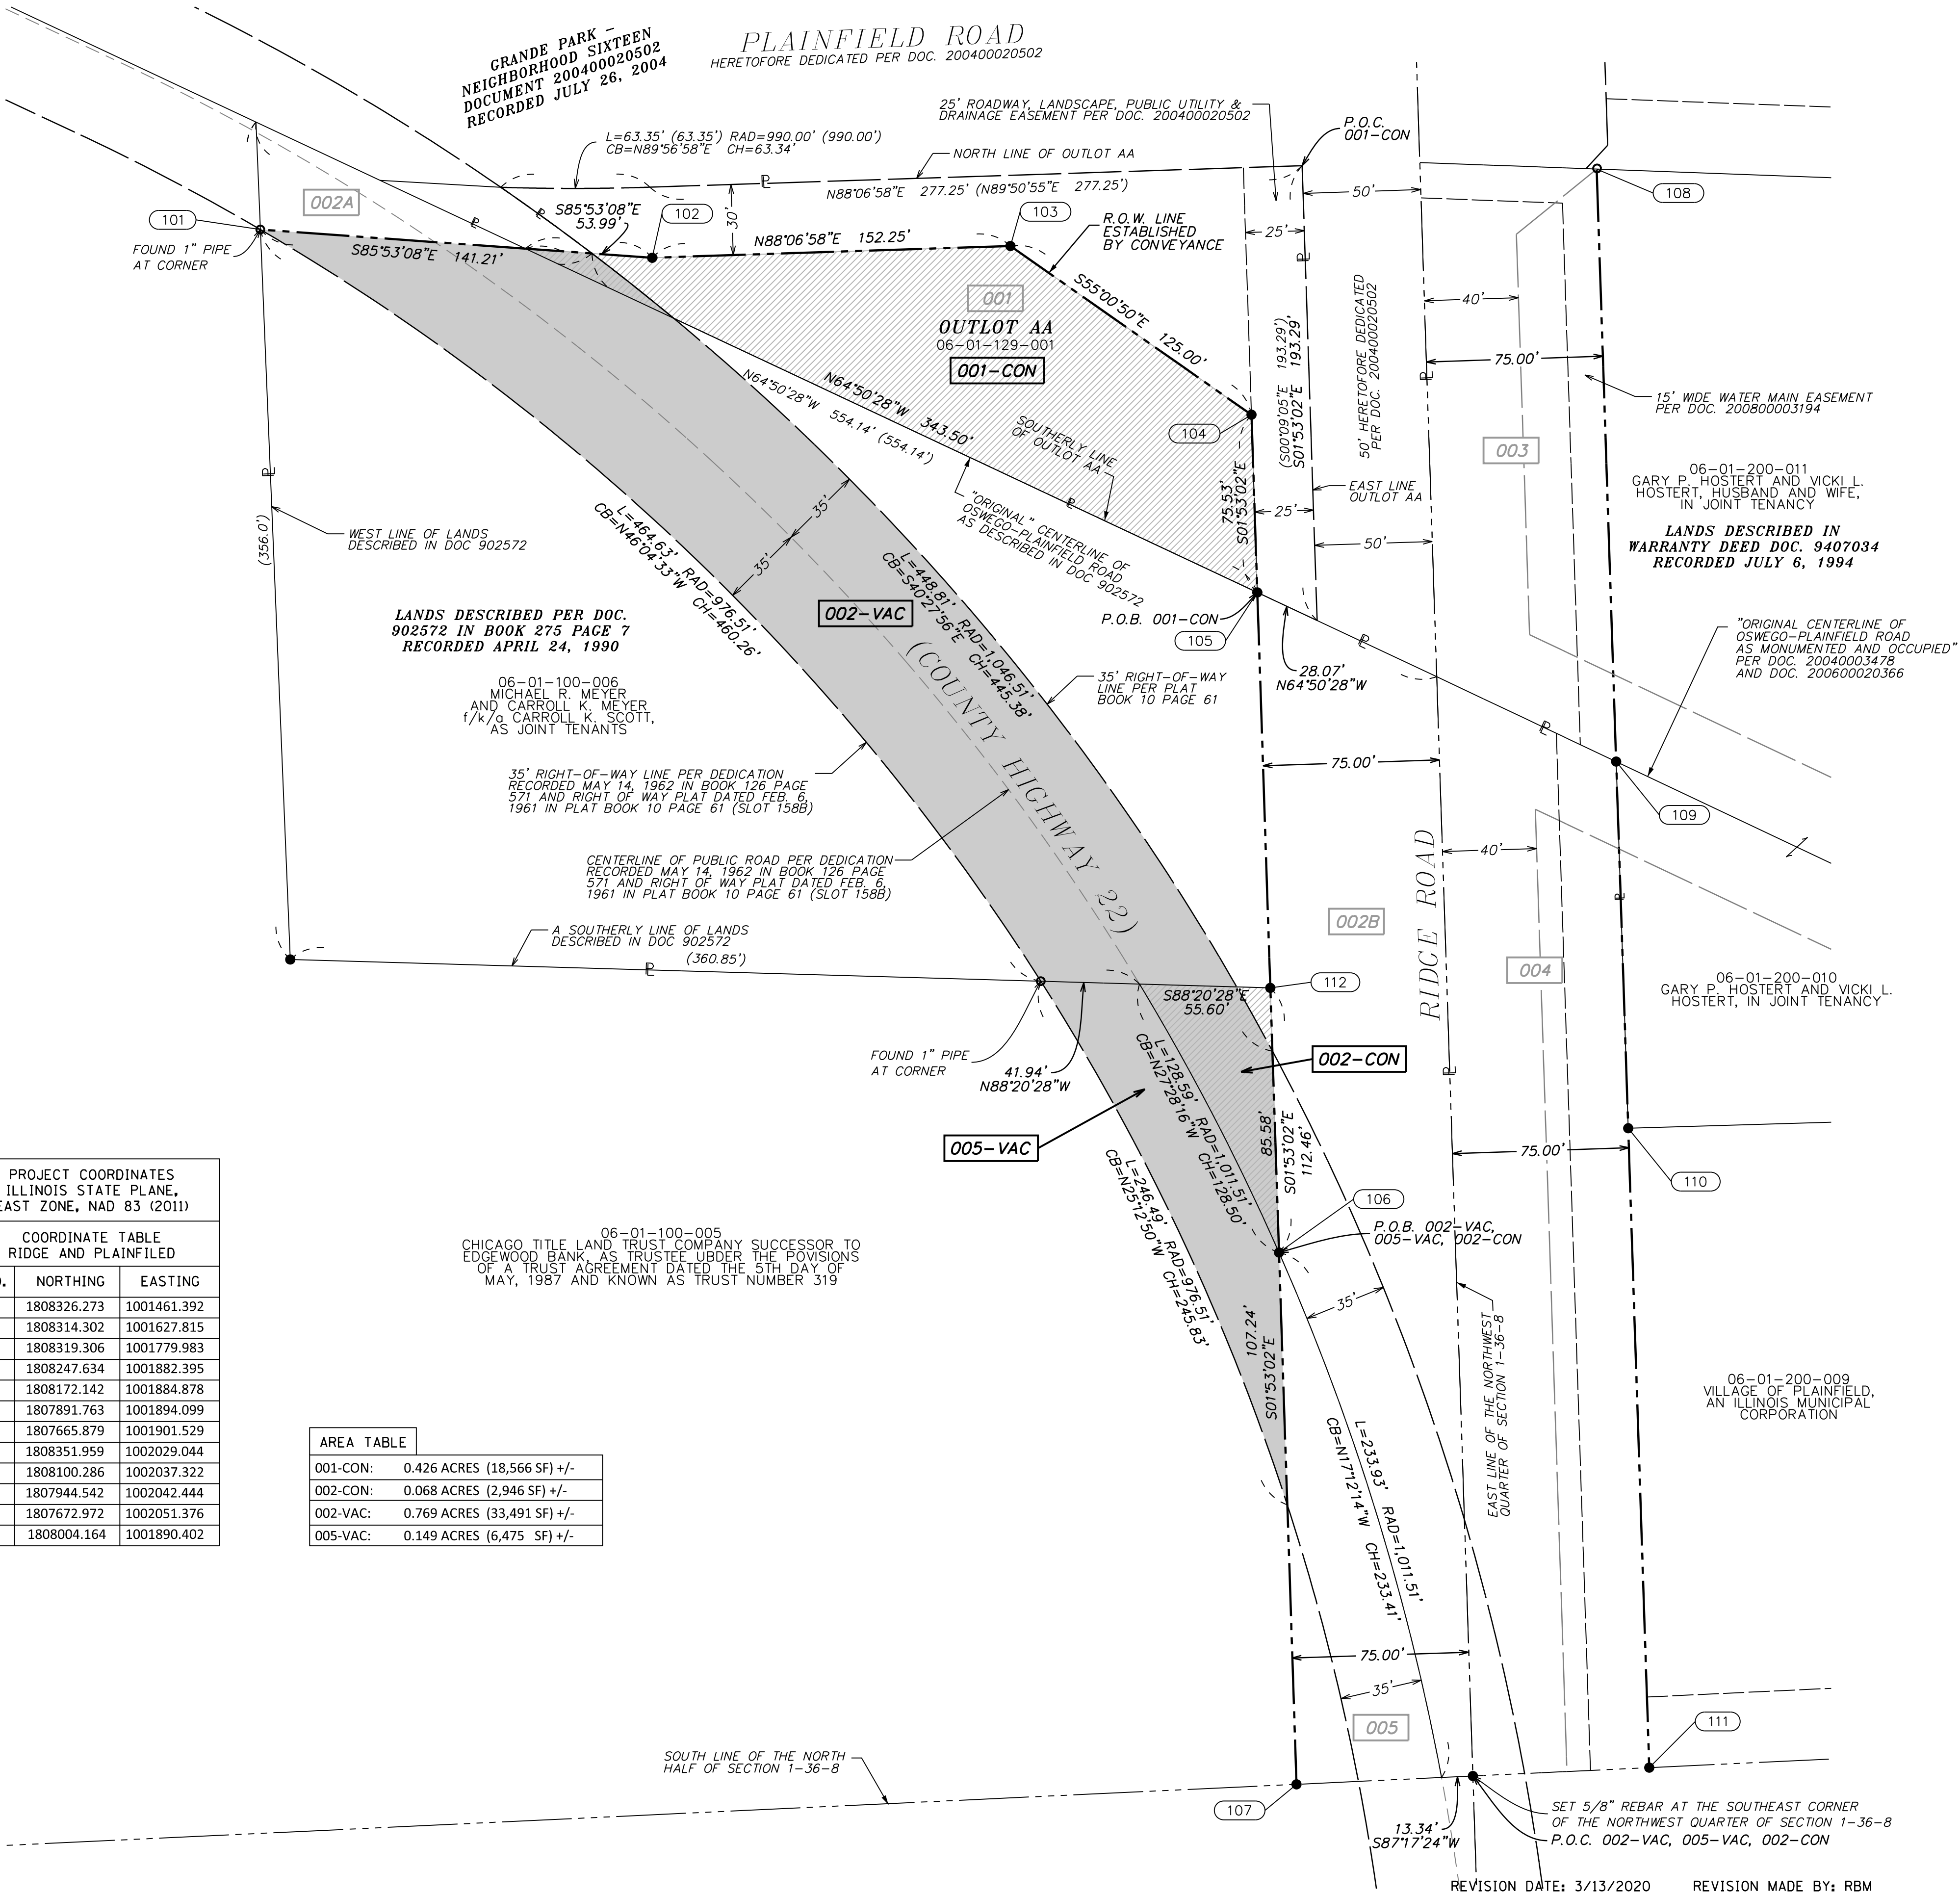 GRANDE PARK –
NEIGHBORHOOD SIXTEEN
DOCUMENT 200400020502
RECORDED JULY 26, 2004
PLAINFIELD ROAD
HERETOFORE DEDICATED PER DOC. 200400020502
25' ROADWAY, LANDSCAPE, PUBLIC UTILITY &
DRAINAGE EASEMENT PER DOC. 200400020502
P.O.C.
001-CON
L=63.35' (63.35') RAD=990.00' (990.00')
CB=N89°56'58"E CH=63.34'
NORTH LINE OF OUTLOT AA
N88°06'58"E 277.25' (N89°50'55"E 277.25')
50'
108
002A
101
S85°53'08"E
53.99'
102
30'
103
N88°06'58"E 152.25'
R.O.W. LINE
ESTABLISHED
BY CONVEYANCE
25'
FOUND 1" PIPE
AT CORNER
S85°53'08"E 141.21'
001
OUTLOT AA
06-01-129-001
001-CON
S55°00'50"E 125.00'
(S00°09'05"E 193.29')
S01°53'02"E 193.29'
50' HERETOFORE DEDICATED
PER DOC. 200400020502
40'
75.00'
15' WIDE WATER MAIN EASEMENT
PER DOC. 200800003194
N64°50'28"W 343.50'
N64°50'28"W 554.14' (554.14')
SOUTHERLY LINE
OF OUTLOT AA
104
003
"ORIGINAL" CENTERLINE OF
OSWEGO-PLAINFIELD ROAD
AS DESCRIBED IN DOC 902572
75.53'
S01°53'02"E
EAST LINE
OUTLOT AA
25'
50'
06-01-200-011
GARY P. HOSTERT AND VICKI L.
HOSTERT, HUSBAND AND WIFE,
IN JOINT TENANCY
LANDS DESCRIBED IN
WARRANTY DEED DOC. 9407034
RECORDED JULY 6, 1994
(356.0')
WEST LINE OF LANDS
DESCRIBED IN DOC 902572
35'
35'
L=464.63' RAD=976.51'
CB=N46°04'33"W CH=460.26'
L=448.81' RAD=1,046.51'
CB=S40°27'56"E CH=445.38'
002-VAC
(COUNTY HIGHWAY 22)
P.O.B. 001-CON
105
28.07'
N64°50'28"W
LANDS DESCRIBED PER DOC.
902572 IN BOOK 275 PAGE 7
RECORDED APRIL 24, 1990
06-01-100-006
MICHAEL R. MEYER
AND CARROLL K. MEYER
f/k/a CARROLL K. SCOTT,
AS JOINT TENANTS
35' RIGHT-OF-WAY
LINE PER PLAT
BOOK 10 PAGE 61
"ORIGINAL CENTERLINE OF
OSWEGO-PLAINFIELD ROAD
AS MONUMENTED AND OCCUPIED"
PER DOC. 20040003478
AND DOC. 200600020366
35' RIGHT-OF-WAY LINE PER DEDICATION
RECORDED MAY 14, 1962 IN BOOK 126 PAGE
571 AND RIGHT OF WAY PLAT DATED FEB. 6,
1961 IN PLAT BOOK 10 PAGE 61 (SLOT 158B)
75.00'
109
CENTERLINE OF PUBLIC ROAD PER DEDICATION
RECORDED MAY 14, 1962 IN BOOK 126 PAGE
571 AND RIGHT OF WAY PLAT DATED FEB. 6,
1961 IN PLAT BOOK 10 PAGE 61 (SLOT 158B)
RIDGE ROAD
40'
A SOUTHERLY LINE OF LANDS
DESCRIBED IN DOC 902572
(360.85')
002B
004
06-01-200-010
GARY P. HOSTERT AND VICKI L.
HOSTERT, IN JOINT TENANCY
S88°20'28"E
55.60'
112
FOUND 1" PIPE
AT CORNER
41.94'
N88°20'28"W
L=128.59' RAD=1,011.51'
CB=N27°28'16"W CH=128.50'
002-CON
85.58'
S01°53'02"E
112.46'
005-VAC
75.00'
110
L=246.49' RAD=976.51'
CB=N25°12'50"W CH=245.83'
106
P.O.B. 002-VAC,
005-VAC, 002-CON
PROJECT COORDINATES
ILLINOIS STATE PLANE,
EAST ZONE, NAD 83 (2011)
COORDINATE TABLE
RIDGE AND PLAINFILED
NORTHING EASTING
1808326.273 1001461.392
1808314.302 1001627.815
1808319.306 1001779.983
1808247.634 1001882.395
1808172.142 1001884.878
1807891.763 1001894.099
1807665.879 1001901.529
1808351.959 1002029.044
1808100.286 1002037.322
1807944.542 1002042.444
1807672.972 1002051.376
1808004.164 1001890.402
06-01-100-005
CHICAGO TITLE LAND TRUST COMPANY SUCCESSOR TO
EDGEWOOD BANK, AS TRUSTEE UBDER THE POVISIONS
OF A TRUST AGREEMENT DATED THE 5TH DAY OF
MAY, 1987 AND KNOWN AS TRUST NUMBER 319
35'
107.24'
S01°53'02"E
EAST LINE OF THE NORTHWEST
QUARTER OF SECTION 1-36-8
06-01-200-009
VILLAGE OF PLAINFIELD,
AN ILLINOIS MUNICIPAL
CORPORATION
AREA TABLE
001-CON: 0.426 ACRES (18,566 SF) +/-
002-CON: 0.068 ACRES (2,946 SF) +/-
002-VAC: 0.769 ACRES (33,491 SF) +/-
005-VAC: 0.149 ACRES (6,475 SF) +/-
L=233.93' RAD=1,011.51'
CB=N17°12'14"W CH=233.41'
75.00'
35'
005
111
SOUTH LINE OF THE NORTH
HALF OF SECTION 1-36-8
107
13.34'
S87°17'24"W
SET 5/8" REBAR AT THE SOUTHEAST CORNER
OF THE NORTHWEST QUARTER OF SECTION 1-36-8
P.O.C. 002-VAC, 005-VAC, 002-CON
REVISION DATE: 3/13/2020 REVISION MADE BY: RBM